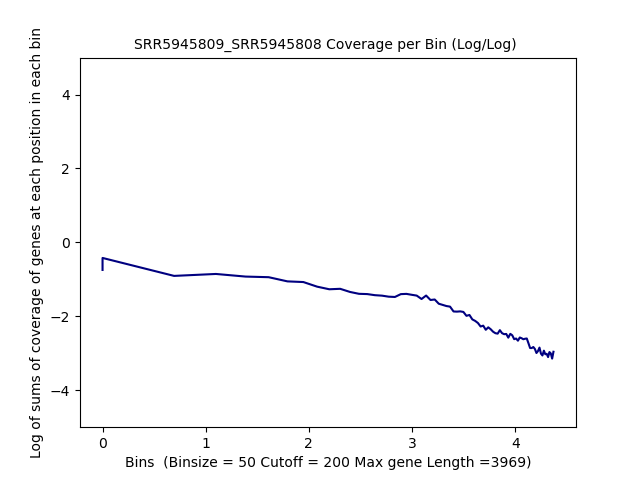 SRR5945809_SRR5945808 Coverage per Bin (Log/Log)
Log of sums of coverage of genes at each position in each bin
4
2
0
−2
−4
0 1 2 3 4
Bins  (Binsize = 50 Cutoff = 200 Max gene Length =3969)